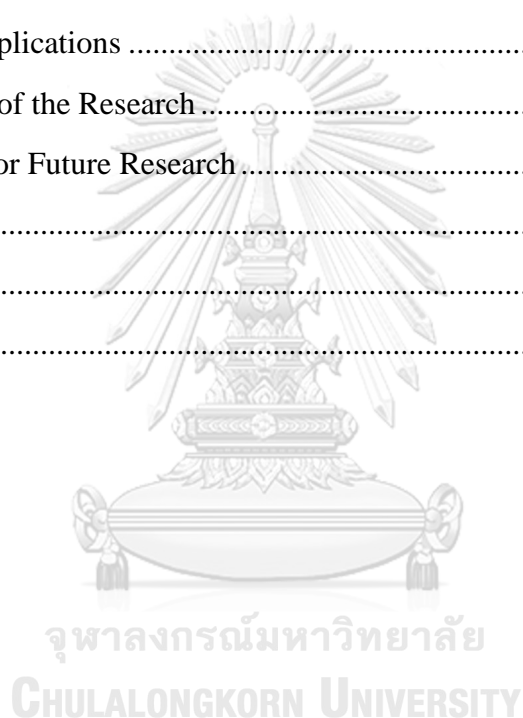 plications ...............................................................
of the Research ..................................................
or Future Research .............................................
..........................................................................................
..........................................................................................
..........................................................................................
จุฬาลงกรณ์มหาวิทยาลัย
CHULALONGKORN UNIVERSITY